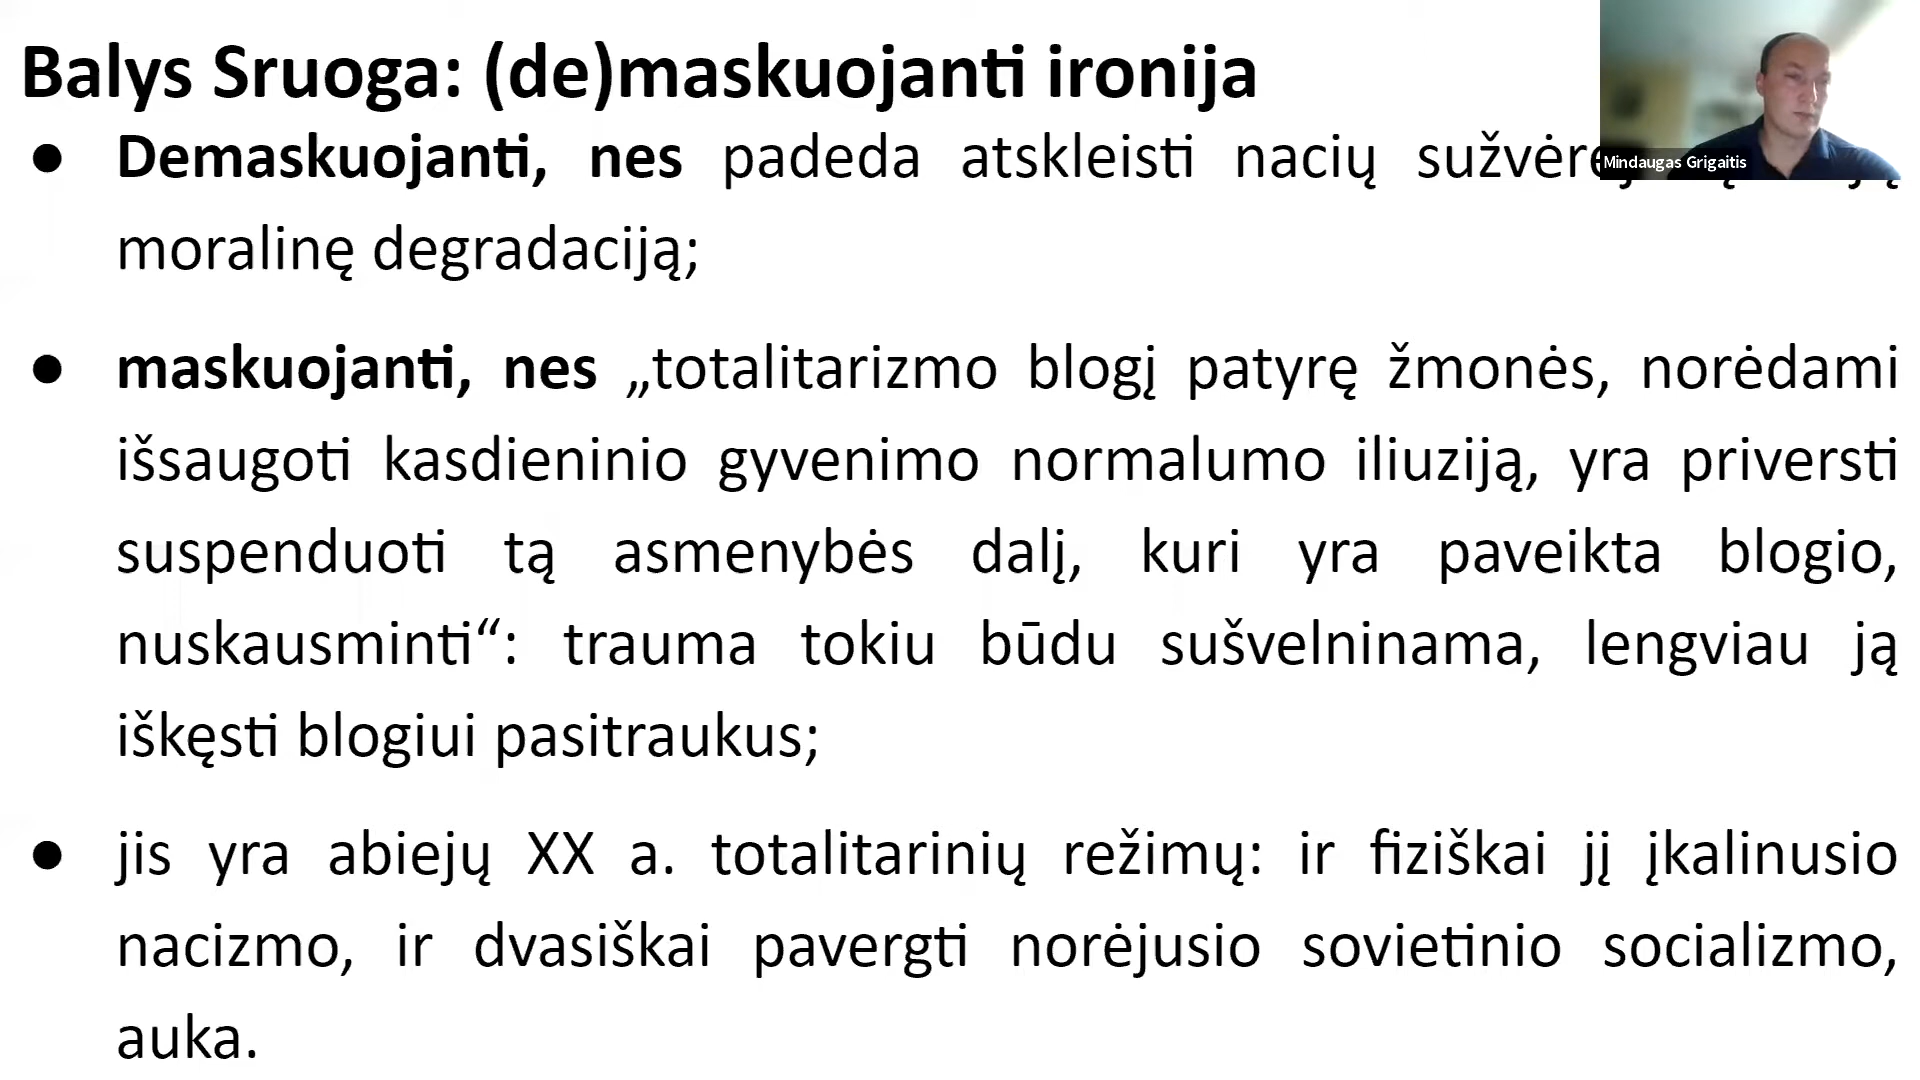 Balys Sruoga: (de)maskuojanti ironija
● Demaskuojanti, nes padeda atskleisti nacių
Mindaugas Grigaitis
moralinę degradaciją;
● maskuojanti, nes „totalitarizmo blogį patyrę žmonės, norėdami
išsaugoti kasdieninio gyvenimo normalumo iliuziją, yra priversti
suspenduoti tą asmenybės dalį, kuri yra paveikta blogio,
nuskausminti“: trauma tokiu būdu sušvelninama, lengviau ją
iškęsti blogiui pasitraukus;
● jis yra abiejų XX a. totalitarinių režimų: ir fiziškai jį įkalinusio
nacizmo, ir dvasiškai pavergti norėjusio sovietinio socializmo,
auka.